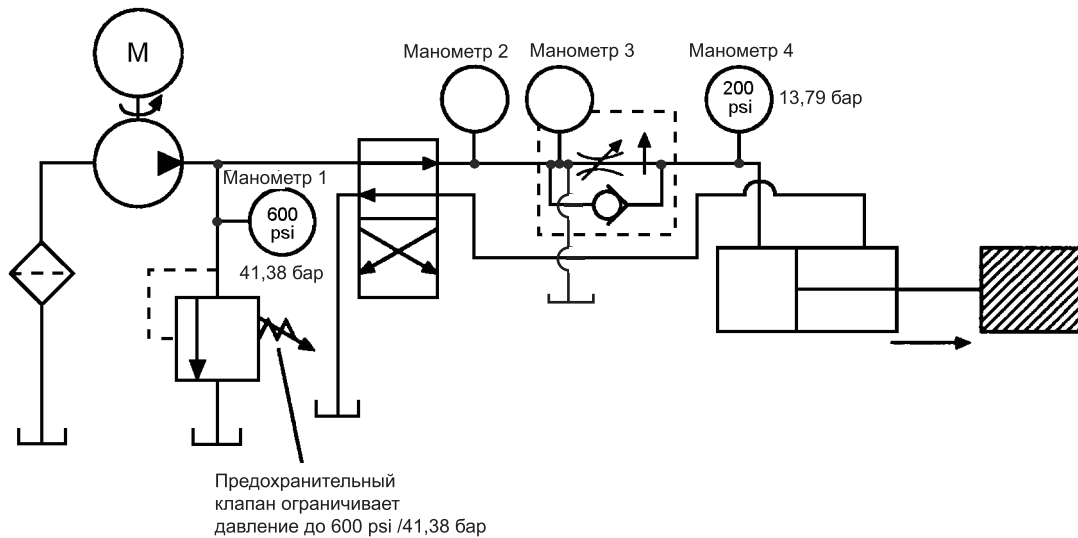 М
Манометр 2
Манометр 3
Манометр 4
200
psi
13,79 бар
Манометр 1
600
psi
41,38 бар
Предохранительный
клапан ограничивает
давление до 600 psi /41,38 бар